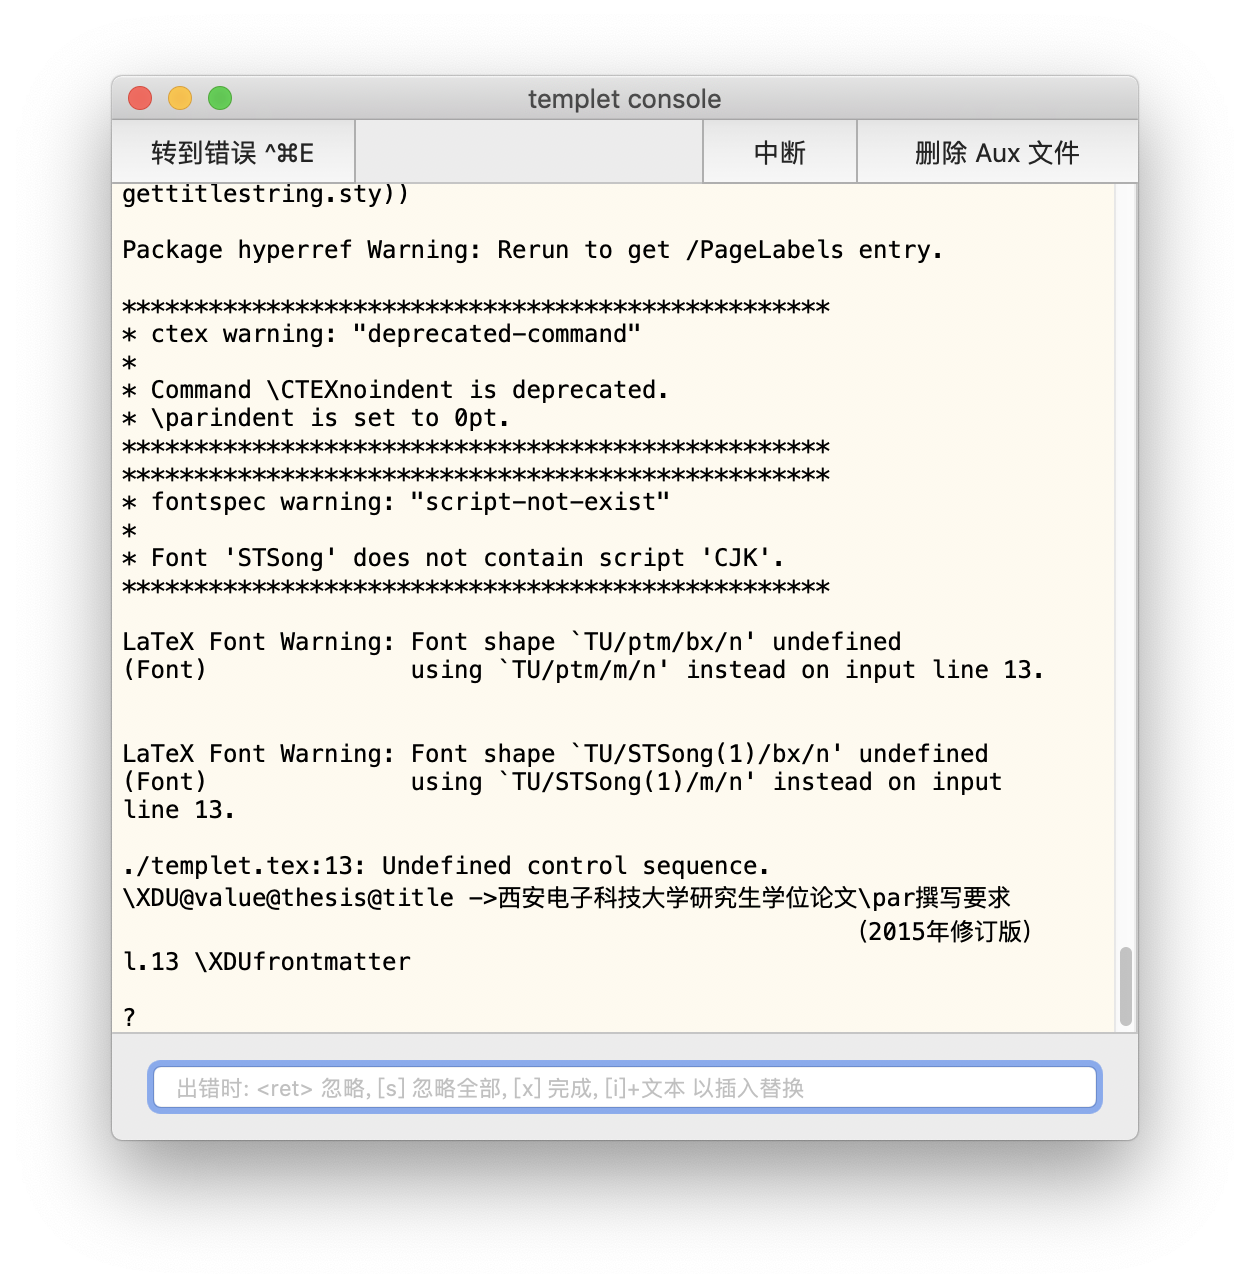 templet console
转到错误 ^⌘E
中断
删除 Aux 文件
gettitlestring.sty))
Package hyperref Warning: Rerun to get /PageLabels entry.
*************************************************
* ctex warning: "deprecated-command"
*
* Command \CTEXnoindent is deprecated.
* \parindent is set to 0pt.
*************************************************
*************************************************
* fontspec warning: "script-not-exist"
*
* Font 'STSong' does not contain script 'CJK'.
*************************************************
LaTeX Font Warning: Font shape `TU/ptm/bx/n' undefined
(Font)              using `TU/ptm/m/n' instead on input line 13.
LaTeX Font Warning: Font shape `TU/STSong(1)/bx/n' undefined
(Font)              using `TU/STSong(1)/m/n' instead on input
line 13.
./templet.tex:13: Undefined control sequence.
\XDU@value@thesis@title ->西安电子科技大学研究生学位论文\par撰写要求
（2015年修订版）
l.13 \XDUfrontmatter
?
出错时: <ret> 忽略, [s] 忽略全部, [x] 完成, [i]+文本 以插入替换